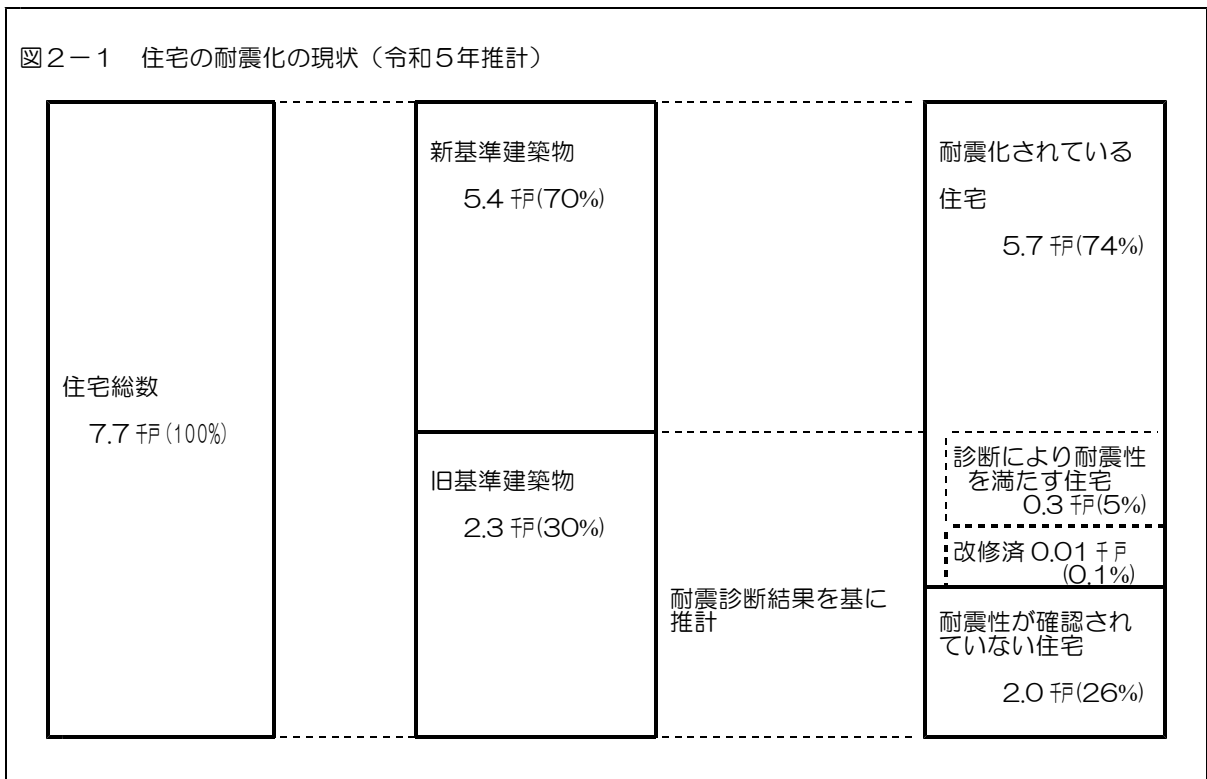 図2-1　住宅の耐震化の現状（令和5年推計）
住宅総数
7.7 千戸(100%)
新基準建築物
5.4 千戸(70%)
旧基準建築物
2.3 千戸(30%)
耐震診断結果を基に
推計
耐震化されている
住宅
5.7 千戸(74%)
診断により耐震性
を満たす住宅
0.3 千戸(5%)
改修済 0.01 千戸
(0.1%)
耐震性が確認され
ていない住宅
2.0 千戸(26%)